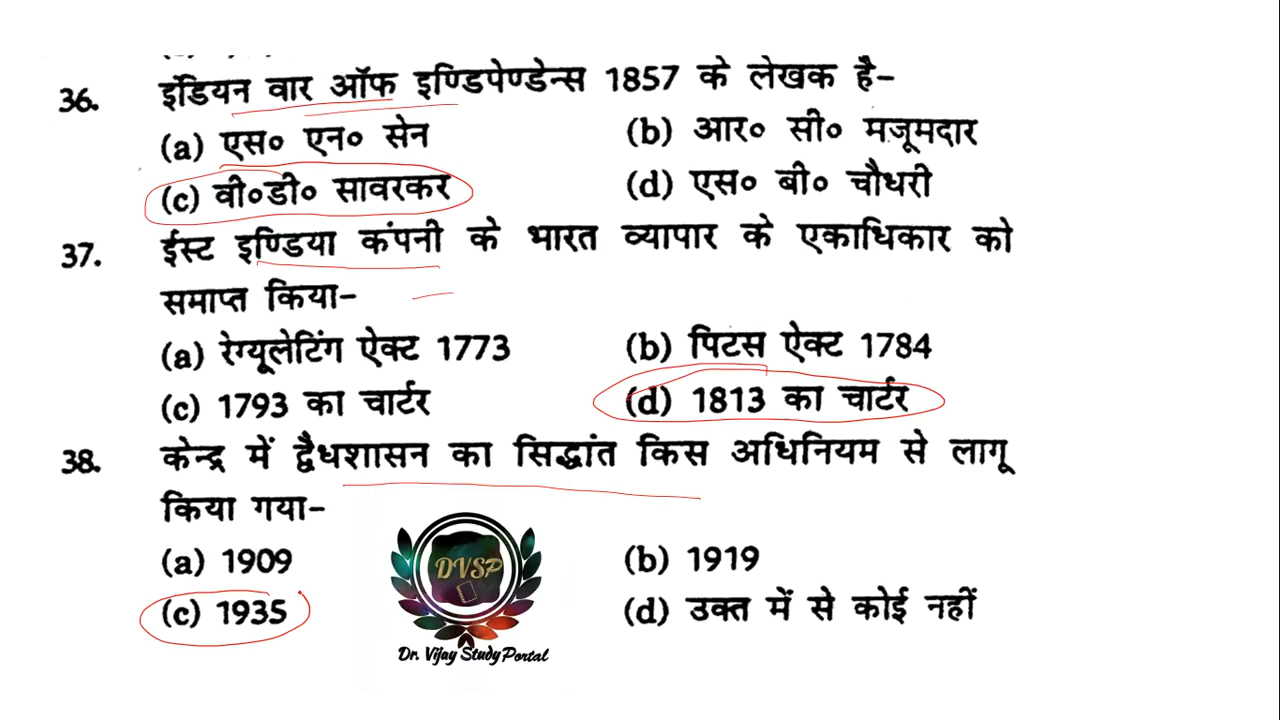 36. इंडियन वार ऑफ इण्डिपेण्डेन्स 1857 के लेखक है–
(a) एस० एन० सेन (b) आर० सी० मजूमदार
(c) वी०डी० सावरकर (d) एस० बी० चौधरी
37. ईस्ट इण्डिया कंपनी के भारत व्यापार के एकाधिकार को
समाप्त किया–
(a) रेग्यूलेटिंग ऐक्ट 1773 (b) पिटस ऐक्ट 1784
(c) 1793 का चार्टर (d) 1813 का चार्टर
38. केन्द्र में द्वैधशासन का सिद्धांत किस अधिनियम से लागू
किया गया–
(a) 1909 (b) 1919
(c) 1935 (d) उक्त में से कोई नहीं
DVSP
Dr. Vijay Study Portal